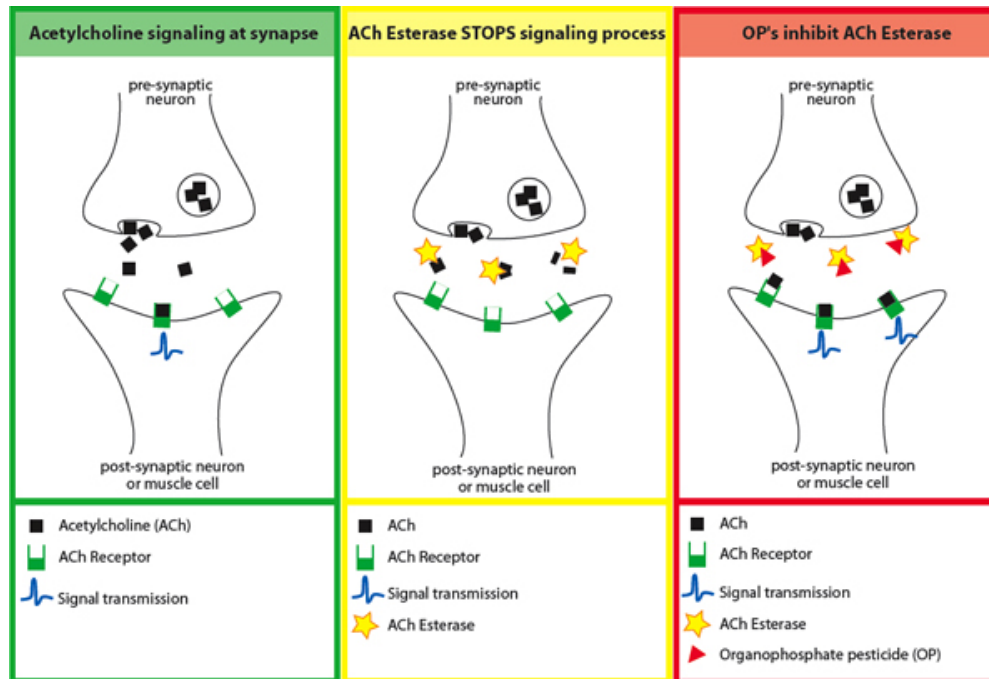 Acetylcholine signaling at synapse
pre-synaptic
neuron
post-synaptic neuron
or muscle cell
Acetylcholine (ACh)
ACh Receptor
Signal transmission
ACh Esterase STOPS signaling process
pre-synaptic
neuron
post-synaptic neuron
or muscle cell
ACh
ACh Receptor
Signal transmission
ACh Esterase
OP's inhibit ACh Esterase
pre-synaptic
neuron
post-synaptic neuron
or muscle cell
ACh
ACh Receptor
Signal transmission
ACh Esterase
Organophosphate pesticide (OP)